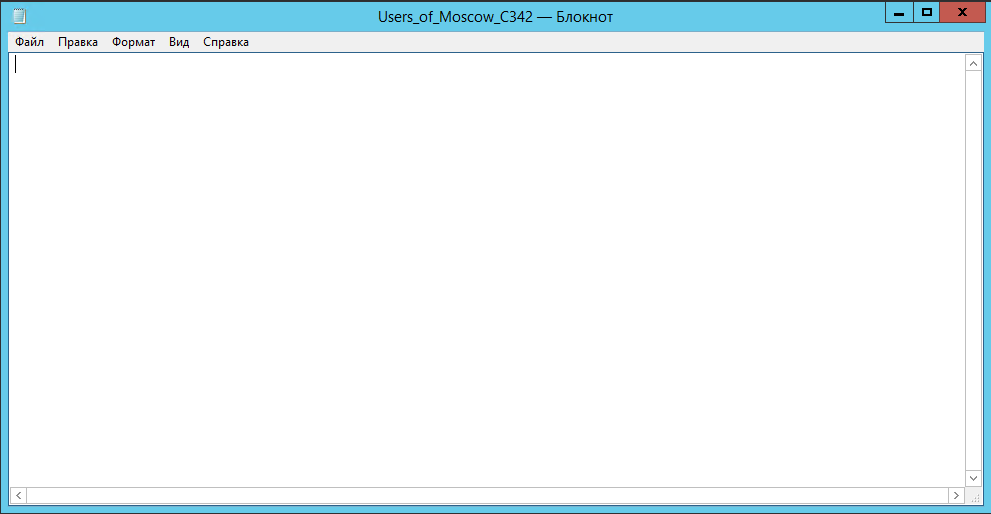 Users_of_Moscow_C342 — Блокнот
Файл Правка Формат Вид Справка